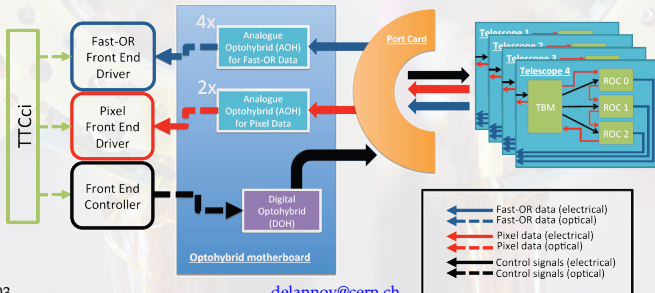 TTCci
Fast-OR
Front End
Driver
Pixel
Front End
Driver
Front End
Controller
4x
Analogue
Optohybrid (AOH)
for Fast-OR Data
2x
Analogue
Optohybrid (AOH)
for Pixel Data
Digital
Optohybrid
(DOH)
Optohybrid motherboard
Port Card
Telescope 1
Telescope 2
Telescope 3
Telescope 4
TBM
ROC 0
ROC 1
ROC 2
Fast-OR data (electrical)
Fast-OR data (optical)
Pixel data (electrical)
Pixel data (optical)
Control signals (electrical)
Control signals (optical)
delannoy@cern.ch